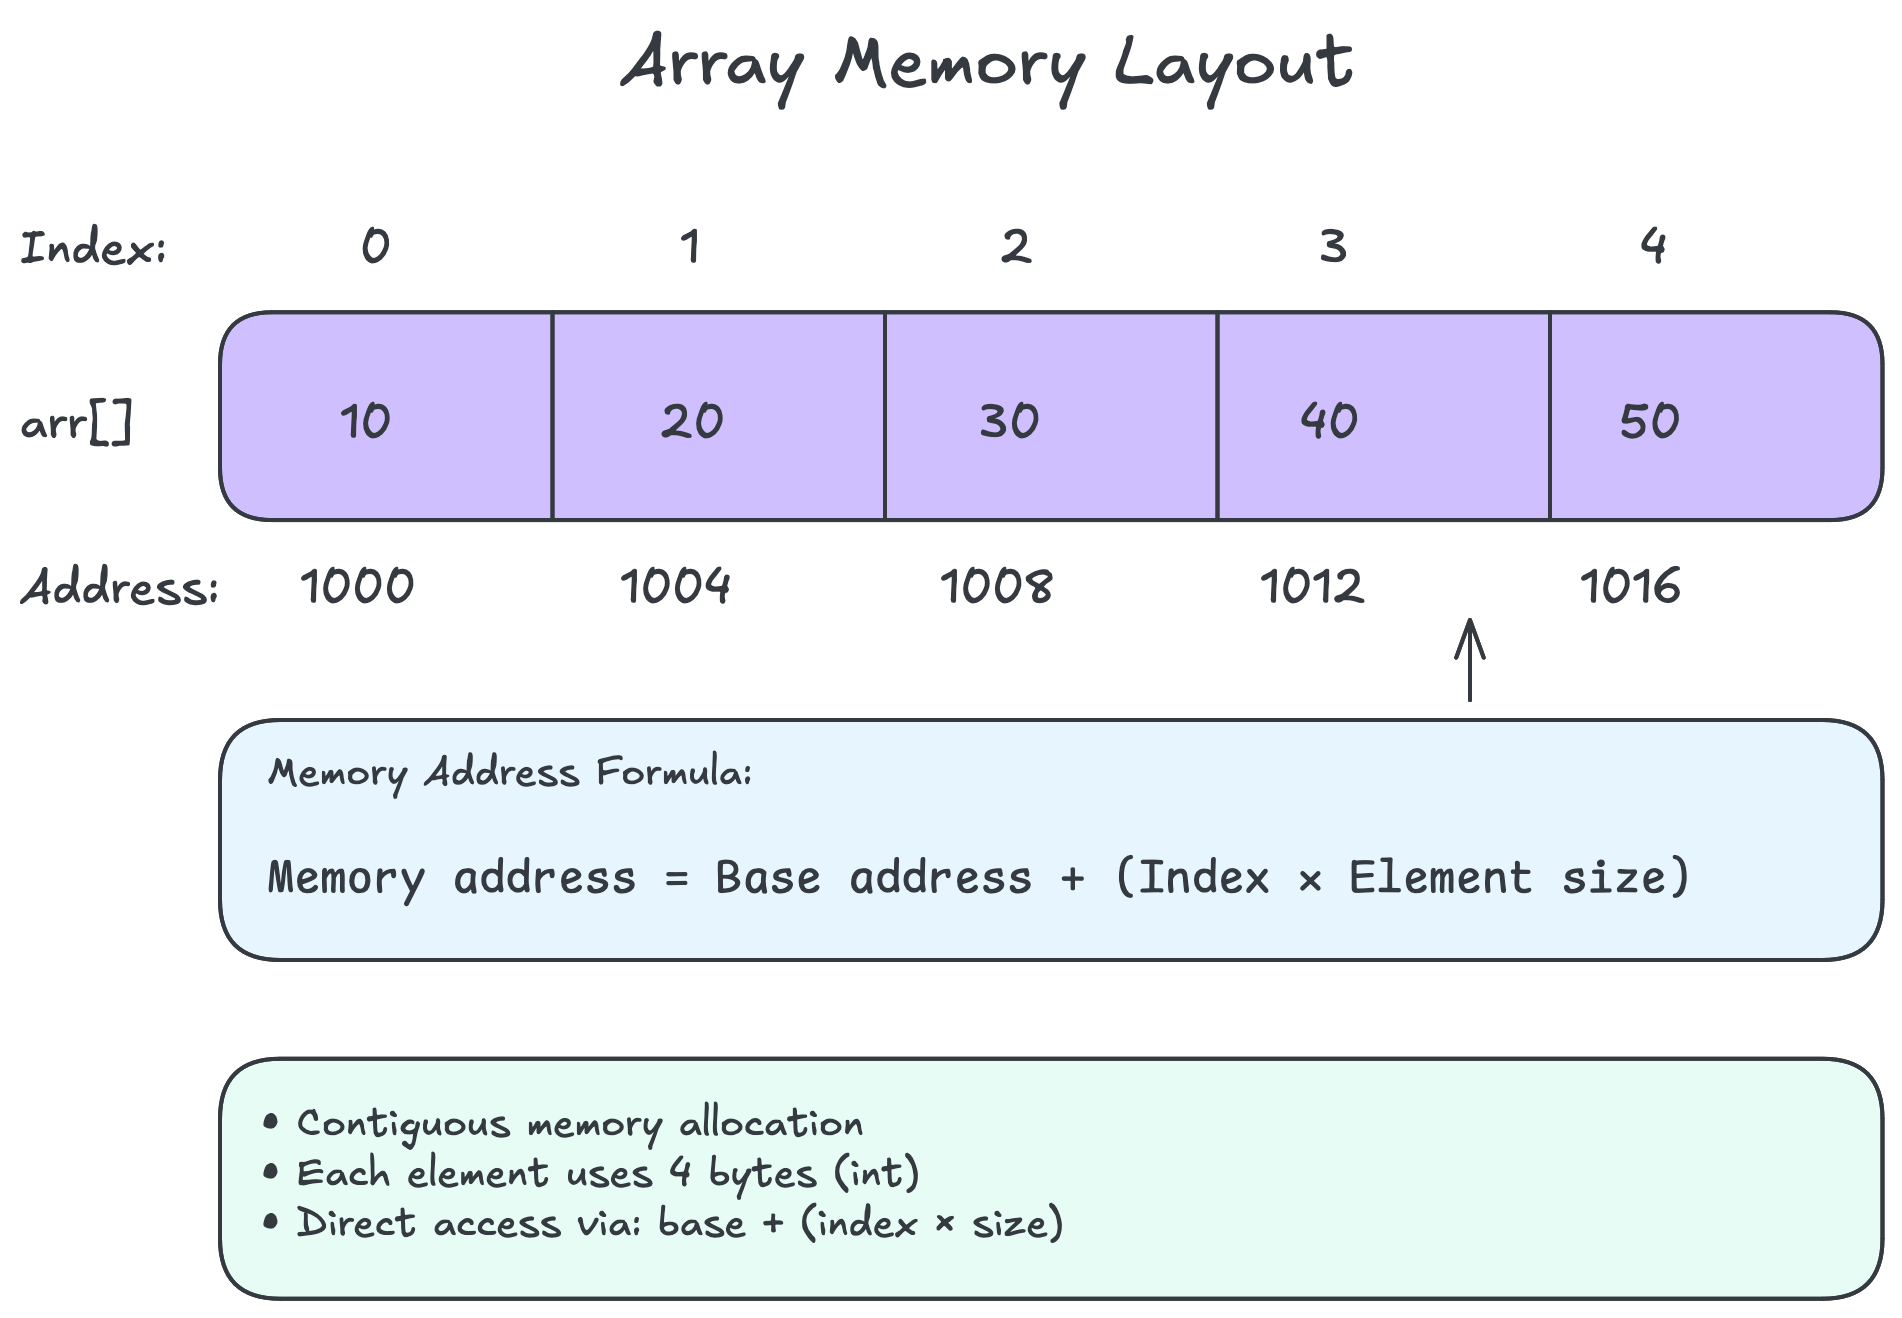 Array Memory Layout
Index: 0 1 2 3 4
arr[] 10 20 30 40 50
Address: 1000 1004 1008 1012 1016
Memory Address Formula:
Memory address = Base address + (Index × Element size)
• Contiguous memory allocation
• Each element uses 4 bytes (int)
• Direct access via: base + (index × size)